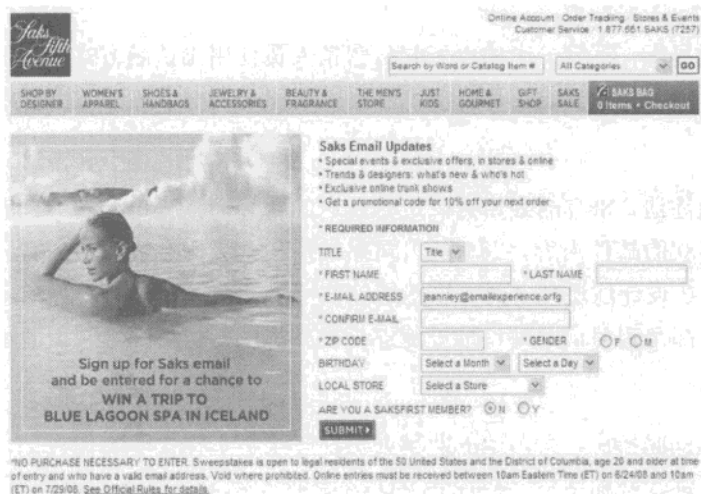 Saks
Fifth
Avenue
Online Account Order Tracking Stores & Events
Customer Service 1 877.551.SAKS (7257)
Search by Word or Catalog Item #
All Categories
GO
SHOP BY DESIGNER
WOMEN'S APPAREL
SHOES & HANDBAGS
JEWELRY & ACCESSORIES
BEAUTY & FRAGRANCE
THE MEN'S STORE
JUST KIDS
HOME & GOURMET
GIFT SHOP
SAKS SALE
SAKS BAG
0 Items • Checkout
Sign up for Saks email
and be entered for a chance to
WIN A TRIP TO
BLUE LAGOON SPA IN ICELAND
Saks Email Updates
• Special events & exclusive offers, in stores & online
• Trends & designers: what's new & who's hot
• Exclusive online trunk shows
• Get a promotional code for 10% off your next order
* REQUIRED INFORMATION
TITLE Title
* FIRST NAME * LAST NAME
* E-MAIL ADDRESS jeanniey@emailexperience.orfg
* CONFIRM E-MAIL
* ZIP CODE * GENDER F M
BIRTHDAY Select a Month Select a Day
LOCAL STORE Select a Store
ARE YOU A SAKSFIRST MEMBER? N Y
SUBMIT
*NO PURCHASE NECESSARY TO ENTER. Sweepstakes is open to legal residents of the 50 United States and the District of Columbia, age 20 and older at time
of entry and who have a valid email address. Void where prohibited. Online entries must be received between 10am Eastern Time (ET) on 6/24/08 and 10am
(ET) on 7/29/08. See Official Rules for details.